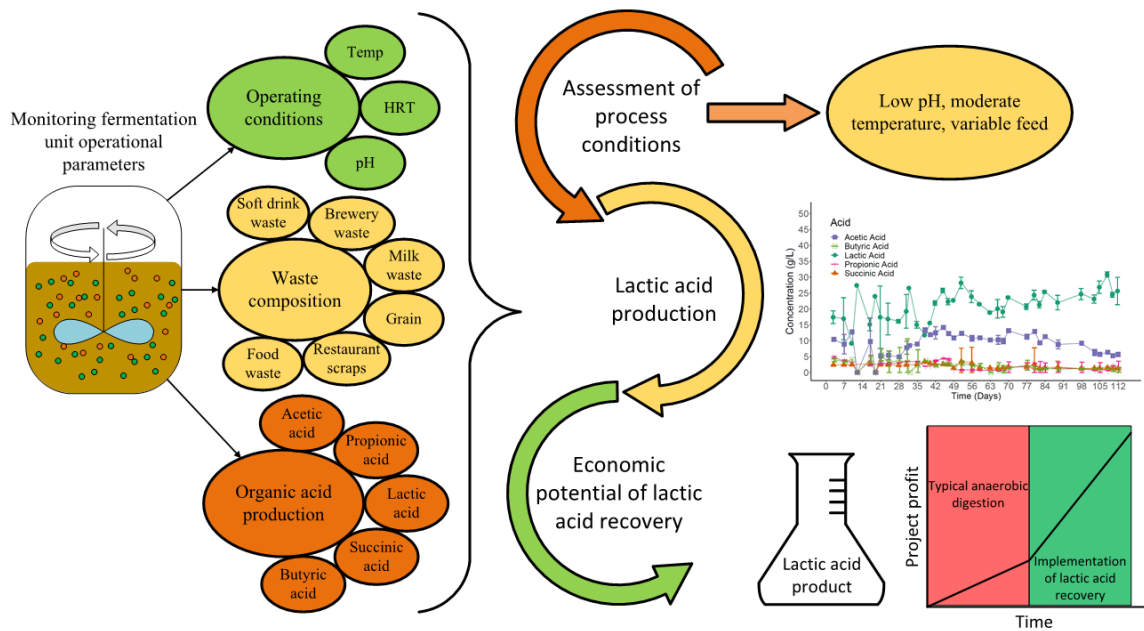 Monitoring fermentation
unit operational
parameters
Operating
conditions
Temp
HRT
pH
Soft drink
waste
Brewery
waste
Milk
waste
Waste
composition
Grain
Food
waste
Restaurant
scraps
Acetic
acid
Propionic
acid
Organic acid
production
Lactic
acid
Succinic
acid
Butyric
acid
Assessment of
process
conditions
Low pH, moderate
temperature, variable feed
Lactic acid
production
Acid
Acetic Acid
Butyric Acid
Lactic Acid
Propionic Acid
Succinic Acid
Concentration (g/L)
50
45
40
35
30
25
20
15
10
5
0
0 7 14 21 28 35 42 49 56 63 70 77 84 91 98 105 112
Time (Days)
Economic
potential of lactic
acid recovery
Lactic acid
product
Project profit
Typical anaerobic
digestion
Implementation
of lactic acid
recovery
Time